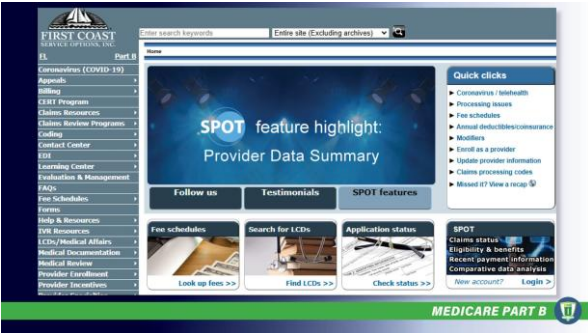 FIRST COAST
SERVICE OPTIONS, INC.
Enter search keywords
Entire site (Excluding archives)
FL
Part B
Home
Coronavirus (COVID-19)
Appeals
Billing
CERT Program
Claims Resources
Claims Review Programs
Coding
Contact Center
EDI
Learning Center
Evaluation & Management
FAQs
Fee Schedules
Forms
Help & Resources
IVR Resources
LCDs/Medical Affairs
Medical Documentation
Medical Review
Provider Enrollment
Provider Incentives
SPOT feature highlight:
Provider Data Summary
Follow us
Testimonials
SPOT features
Quick clicks
Coronavirus / telehealth
Processing issues
Fee schedules
Annual deductibles/coinsurance
Modifiers
Enroll as a provider
Update provider information
Claims processing codes
Missed it? View a recap
Fee schedules
Look up fees >>
Search for LCDs
Find LCDs >>
Application status
Check status >>
SPOT
Claims status
Eligibility & benefits
Recent payment information
Comparative data analysis
New account?
Login >
MEDICARE PART B